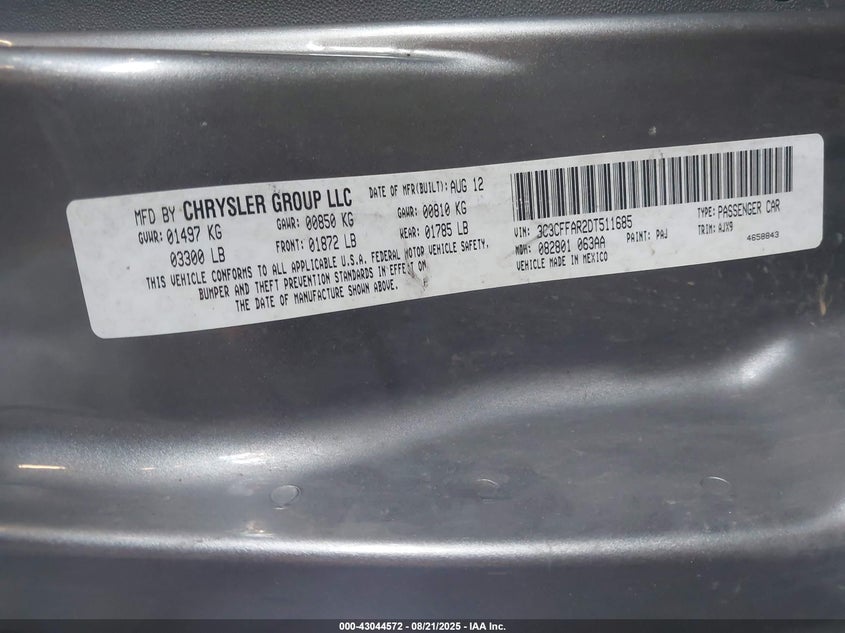 MFD BY CHRYSLER GROUP LLC DATE OF MFR(BUILT): AUG 12
GVWR: 01497 KG GAWR: 00850 KG GAWR: 00810 KG
03300 LB FRONT: 01872 LB REAR: 01785 LB
THIS VEHICLE CONFORMS TO ALL APPLICABLE U.S.A. FEDERAL MOTOR VEHICLE SAFETY,
BUMPER AND THEFT PREVENTION STANDARDS IN EFFECT ON
THE DATE OF MANUFACTURE SHOWN ABOVE.
VIN: 3C3CFFAR2DT511685 TYPE: PASSENGER CAR
MDH: 082801 063AA PAINT: PAJ TRIM: AJX9
VEHICLE MADE IN MEXICO 4658843
000-43044572 / 08/21/2025 - IAA Inc.